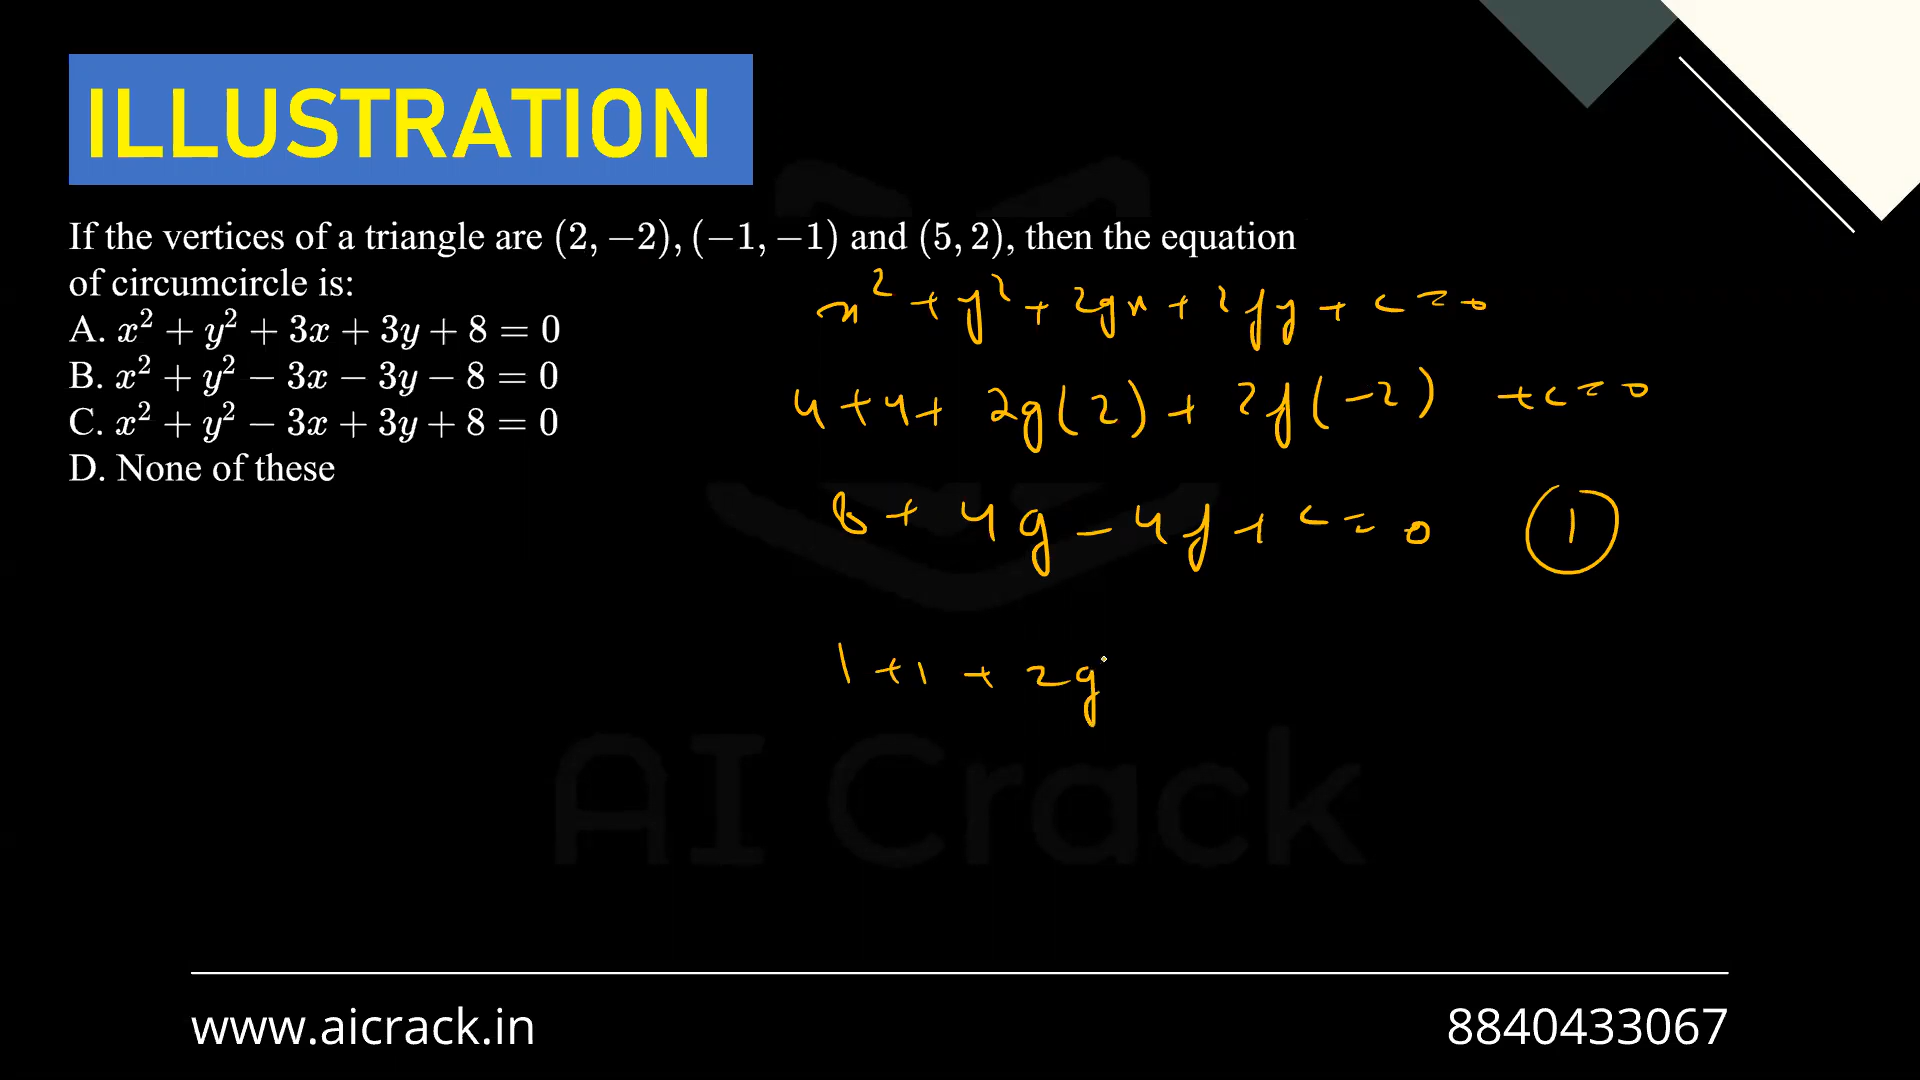 ILLUSTRATION
If the vertices of a triangle are (2, −2), (−1, −1) and (5, 2), then the equation
of circumcircle is:
A. x² + y² + 3x + 3y + 8 = 0
B. x² + y² − 3x − 3y − 8 = 0
C. x² + y² − 3x + 3y + 8 = 0
D. None of these
x² + y² + 2gx + 2fy + c = 0
4 + 4 + 2g(2) + 2f(−2) + c = 0
8 + 4g − 4f + c = 0 ①
1 + 1 + 2g
AI Crack
www.aicrack.in
8840433067